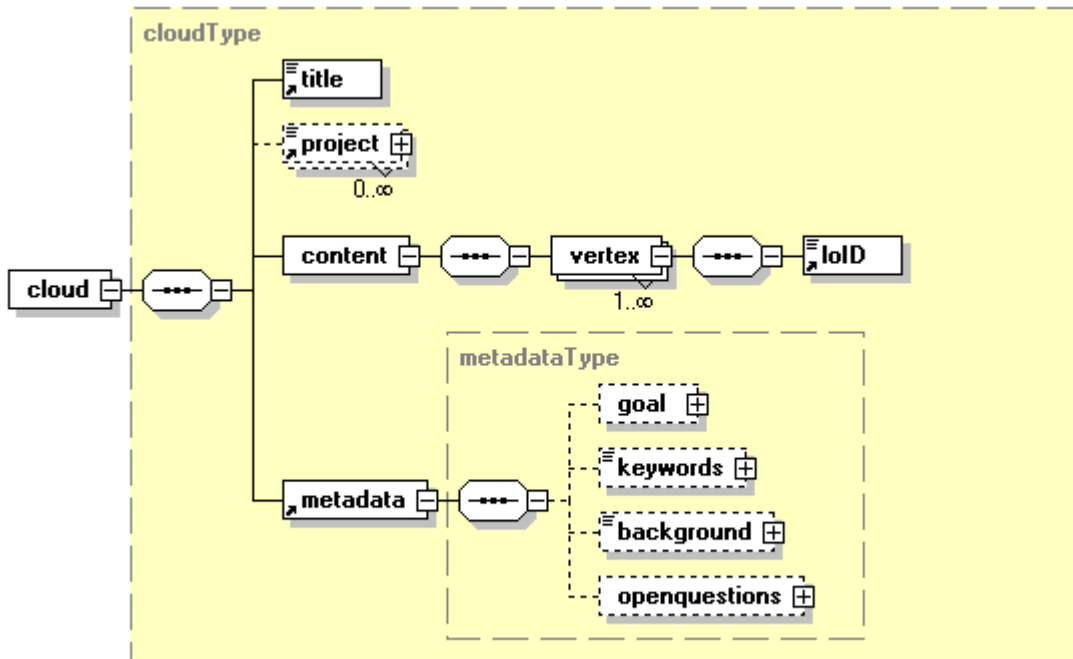 cloudType
title
project
0..∞
content
vertex
loID
1..∞
cloud
metadataType
goal
keywords
metadata
background
openquestions